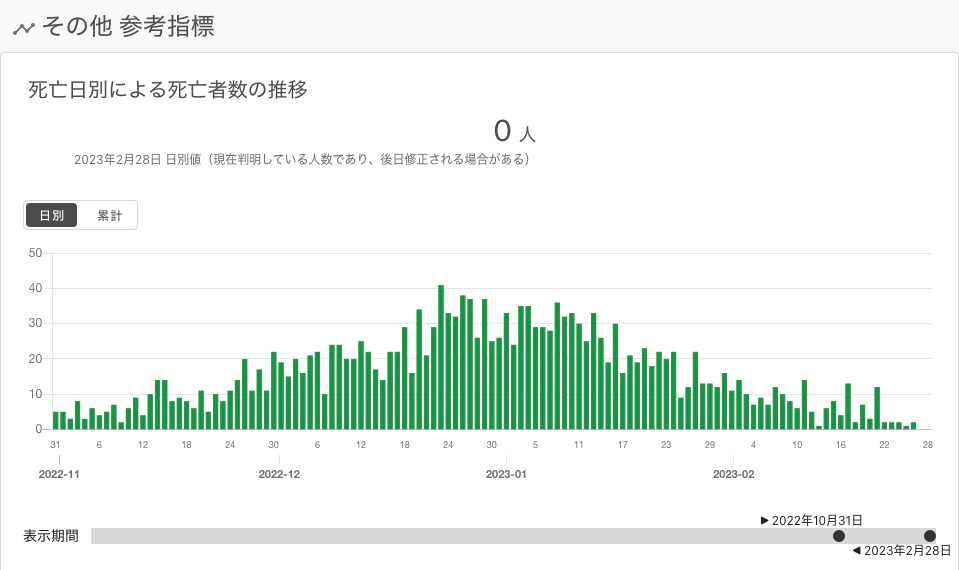 その他 参考指標
死亡日別による死亡者数の推移
0 人
2023年2月28日 日別値（現在判明している人数であり、後日修正される場合がある）
日別 累計
50
40
30
20
10
0
31 6 12 18 24 30 6 12 18 24 30 5 11 17 23 29 4 10 16 22 28
2022-11 2022-12 2023-01 2023-02
2022年10月31日
表示期間
2023年2月28日